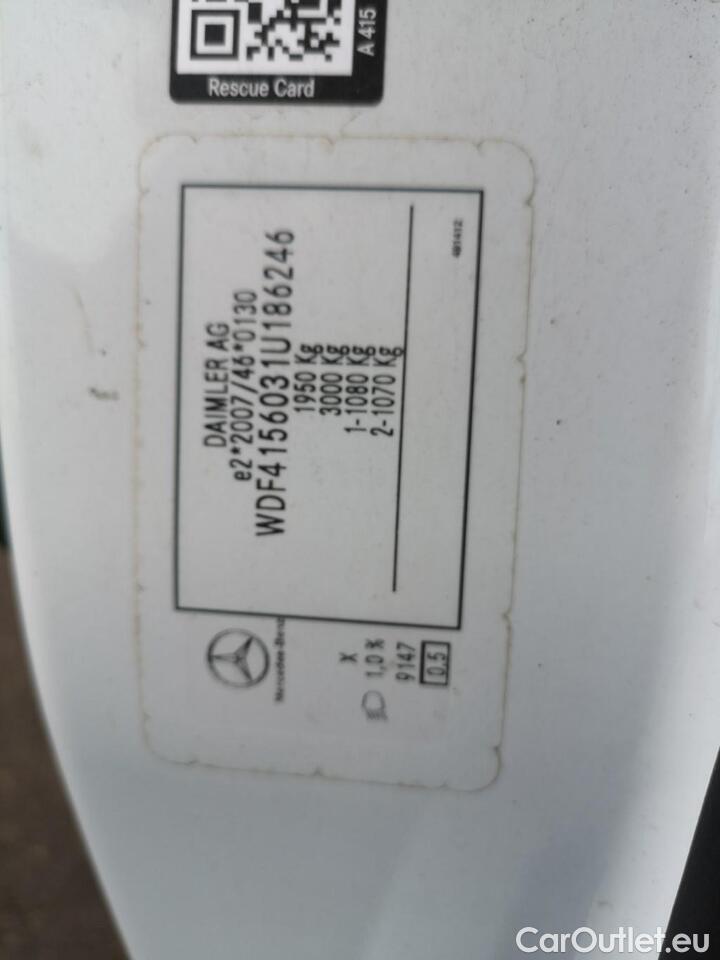 Rescue Card
A 415
DAIMLER AG
e2*2007/46*0130
WDF4156031U186246
1950 Kg
3000 Kg
1-1080 Kg
2-1070 Kg
Mercedes-Benz
X
1,0 %
9147
0.5
CarOutlet.eu